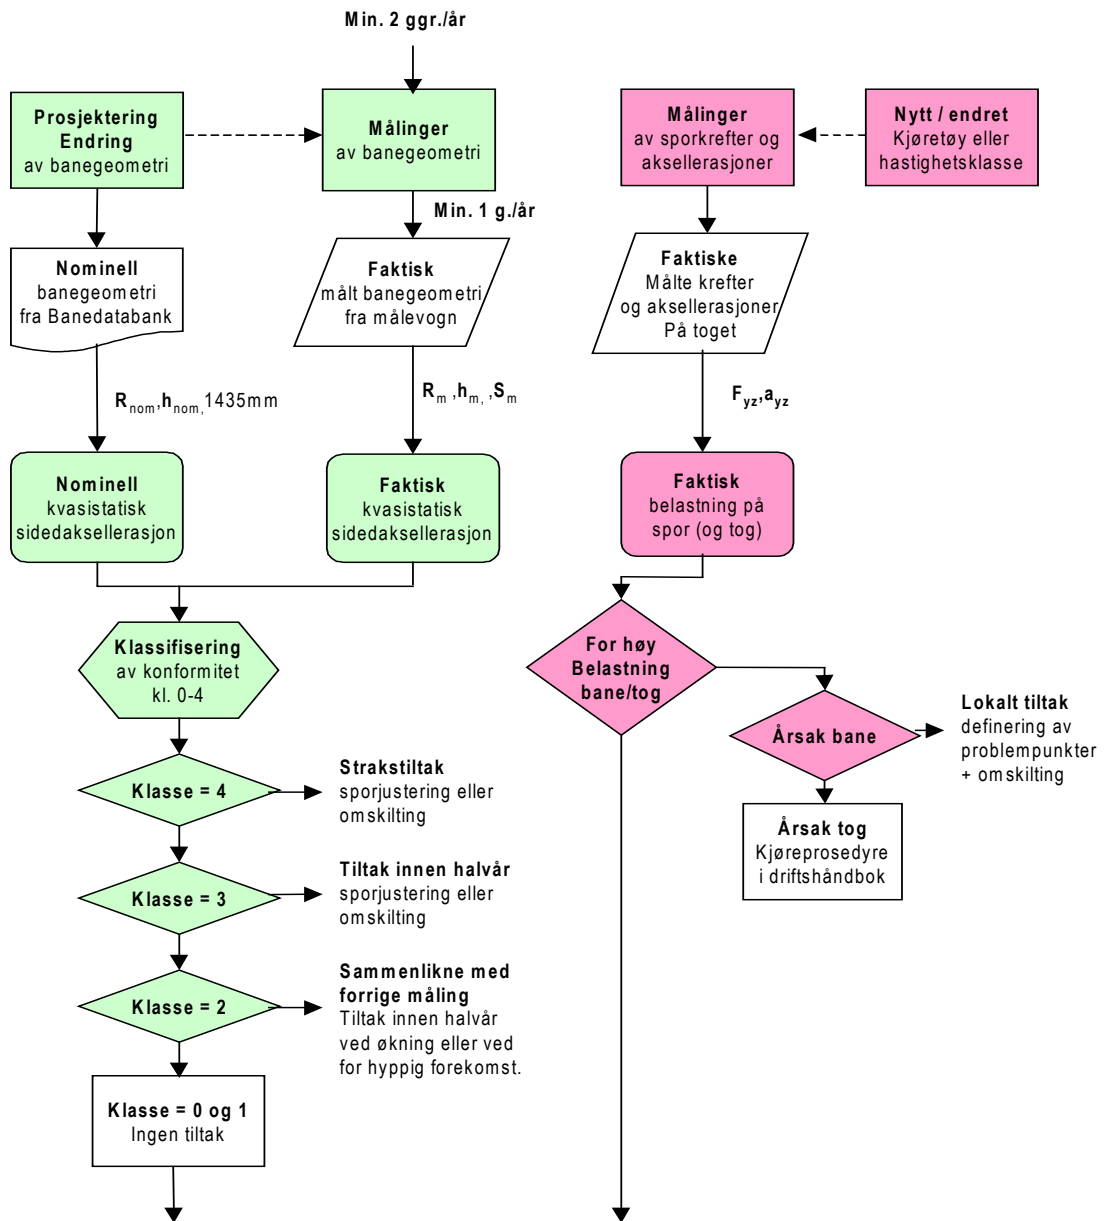 Min. 2 ggr./år
Prosjektering
Endring
av banegeometri
Målinger
av banegeometri
Målinger
av sporkrefter og
aksellerasjoner
Nytt / endret
Kjøretøy eller
hastighetsklasse
Min. 1 g./år
Nominell
banegeometri
fra Banedatabank
Faktisk
målt banegeometri
fra målevogn
Faktiske
Målte krefter
og aksellerasjoner
På toget
Rnom,hnom,1435mm
Rm ,hm, ,Sm
Fyz,ayz
Nominell
kvasistatisk
sidedaksellerasjon
Faktisk
kvasistatisk
sidedaksellerasjon
Faktisk
belastning på
spor (og tog)
Klassifisering
av konformitet
kl. 0-4
For høy
Belastning
bane/tog
Årsak bane
Lokalt tiltak
definering av
problempunkter
+ omskilting
Klasse = 4
Strakstiltak
sporjustering eller
omskilting
Årsak tog
Kjøreprosedyre
i driftshåndbok
Klasse = 3
Tiltak innen halvår
sporjustering eller
omskilting
Klasse = 2
Sammenlikne med
forrige måling
Tiltak innen halvår
ved økning eller ved
for hyppig forekomst.
Klasse = 0 og 1
Ingen tiltak